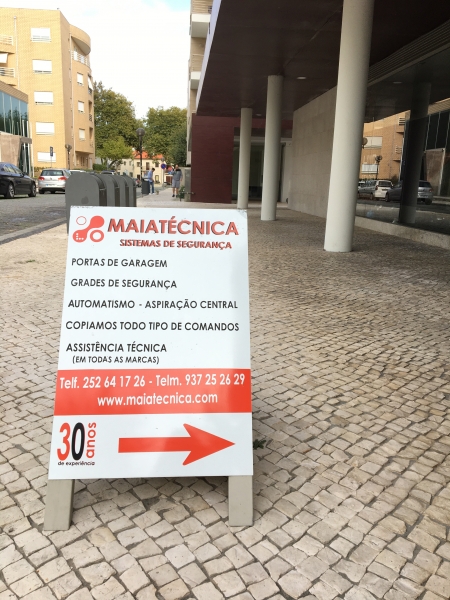 MAIATÉCNICA
SISTEMAS DE SEGURANÇA
PORTAS DE GARAGEM
GRADES DE SEGURANÇA
AUTOMATISMO - ASPIRAÇÃO CENTRAL
COPIAMOS TODO TIPO DE COMANDOS
ASSISTÊNCIA TÉCNICA
(EM TODAS AS MARCAS)
Telf. 252 64 17 26 - Telm. 937 25 26 29
www.maiatecnica.com
30 anos
de experiência